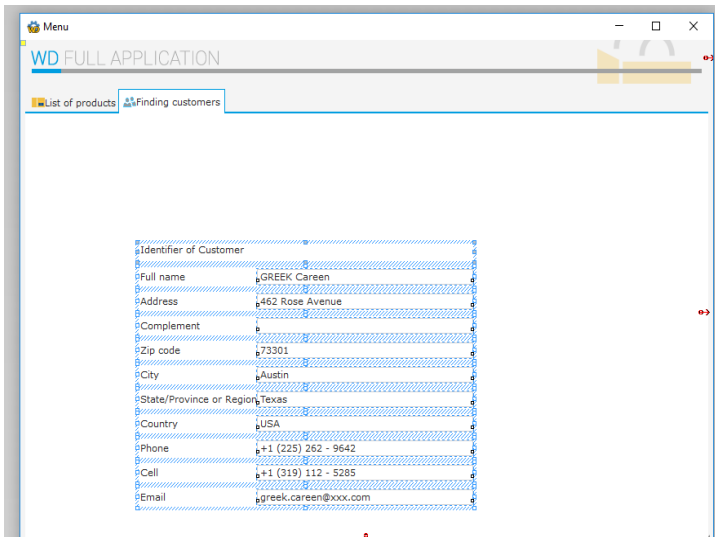 Menu
WD FULL APPLICATION
List of products Finding customers
Identifier of Customer
Full name GREEK Careen
Address 462 Rose Avenue
Complement
Zip code 73301
City Austin
State/Province or Region Texas
Country USA
Phone +1 (225) 262 - 9642
Cell +1 (319) 112 - 5285
Email greek.careen@xxx.com